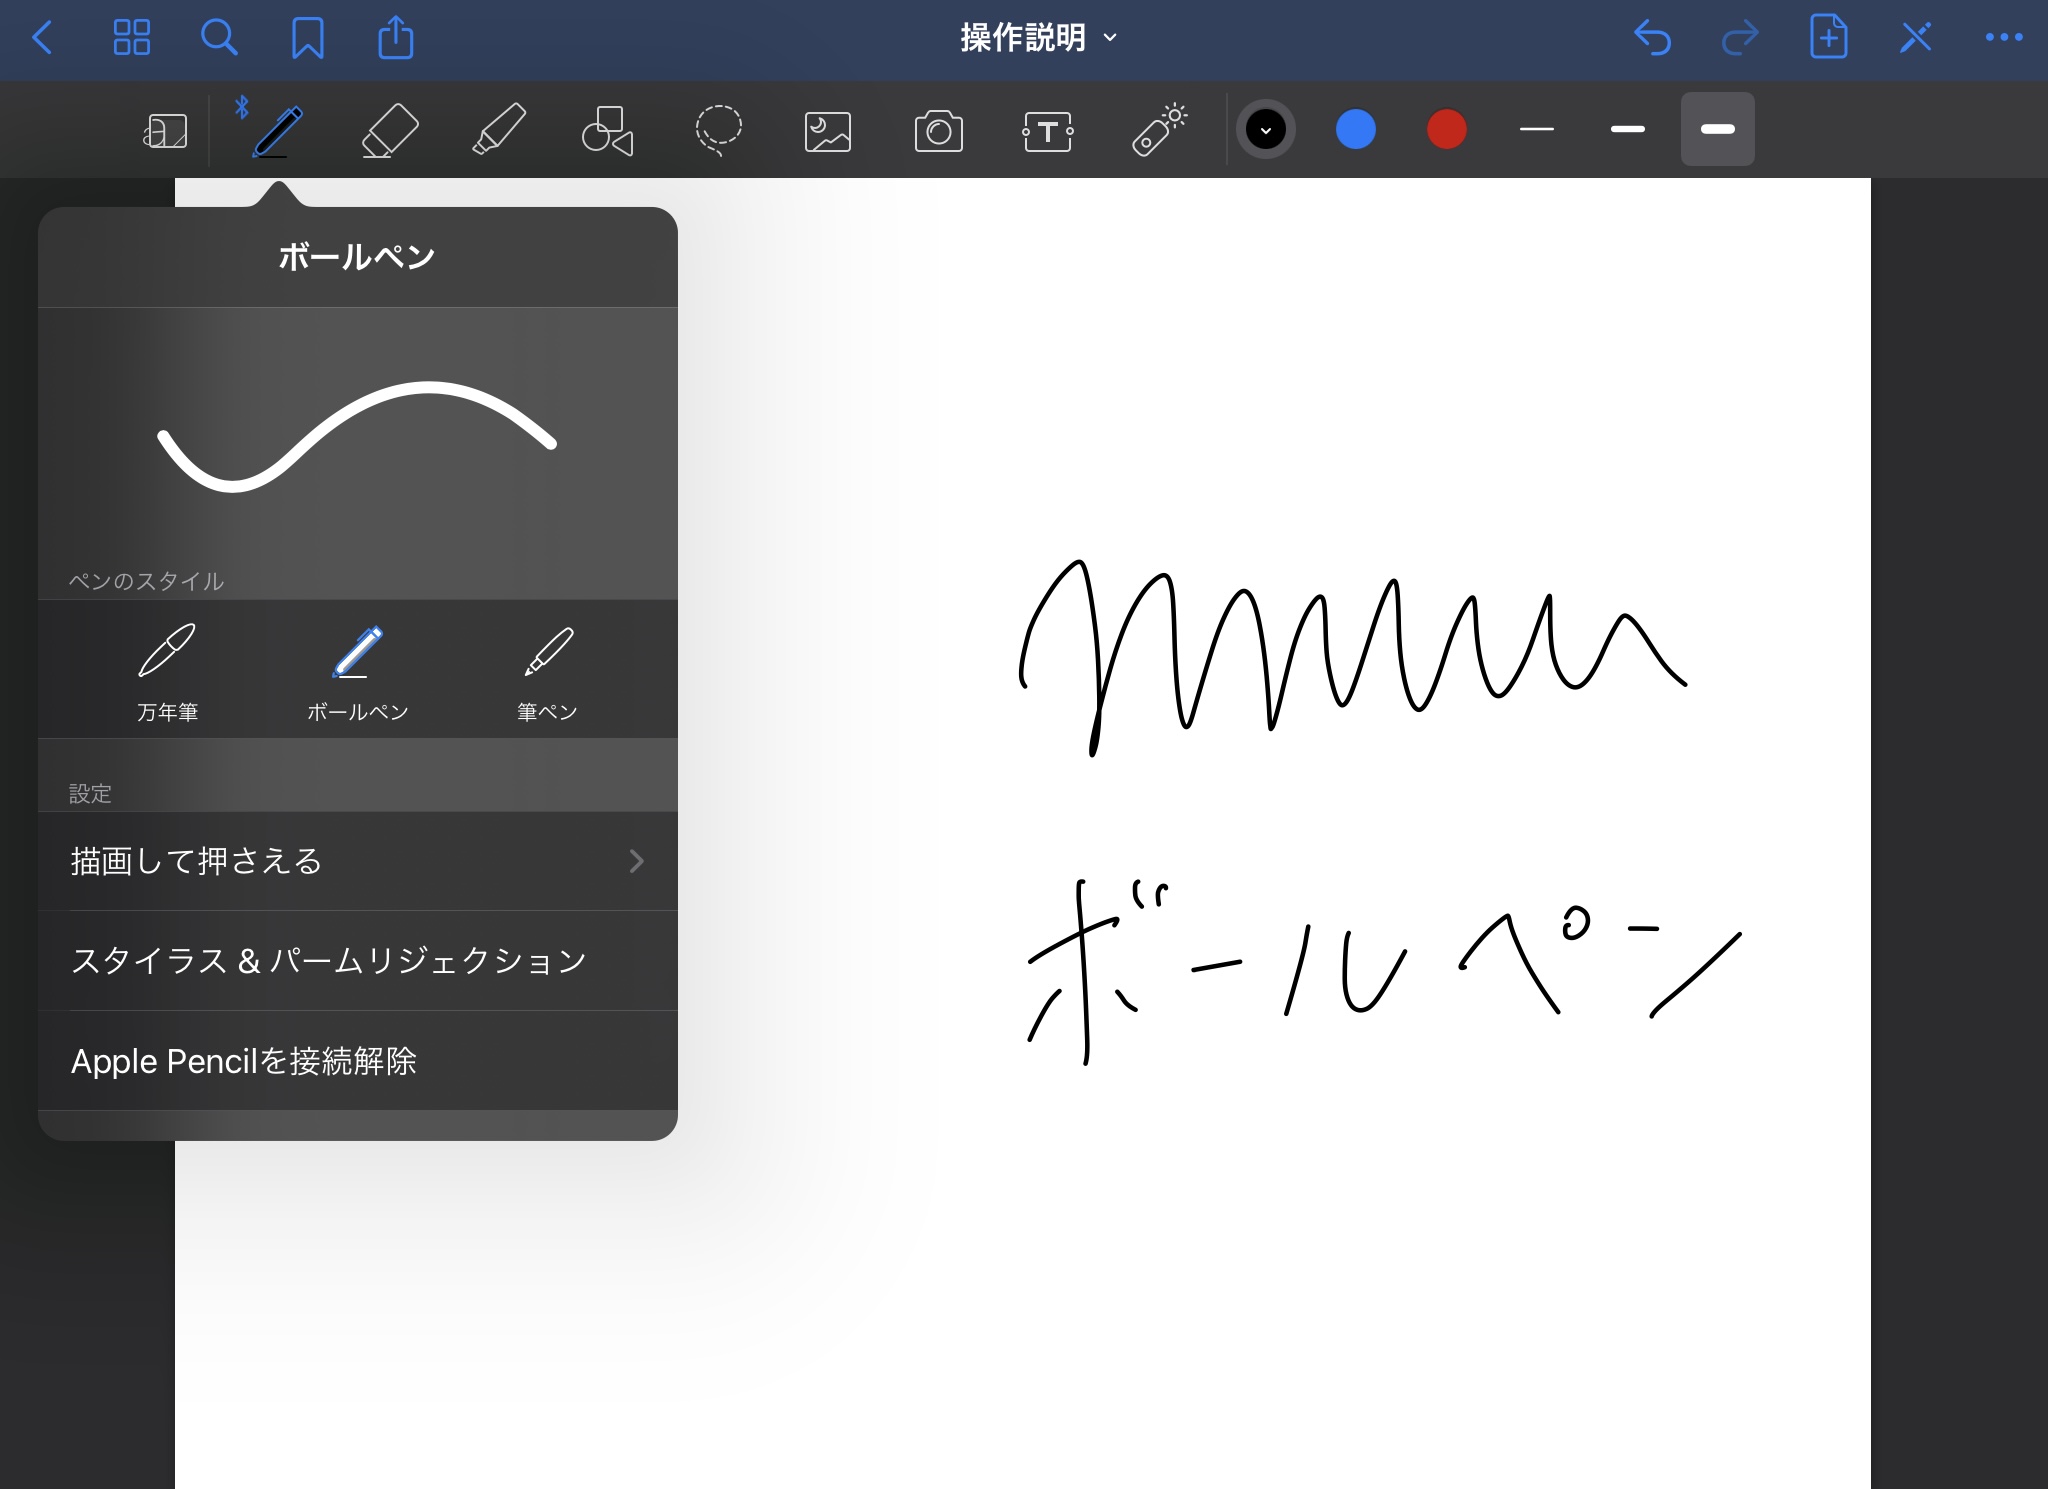 操作説明
ボールペン
ペンのスタイル
万年筆 ボールペン 筆ペン
設定
描画して押さえる
スタイラス & パームリジェクション
Apple Pencilを接続解除
ボールペン